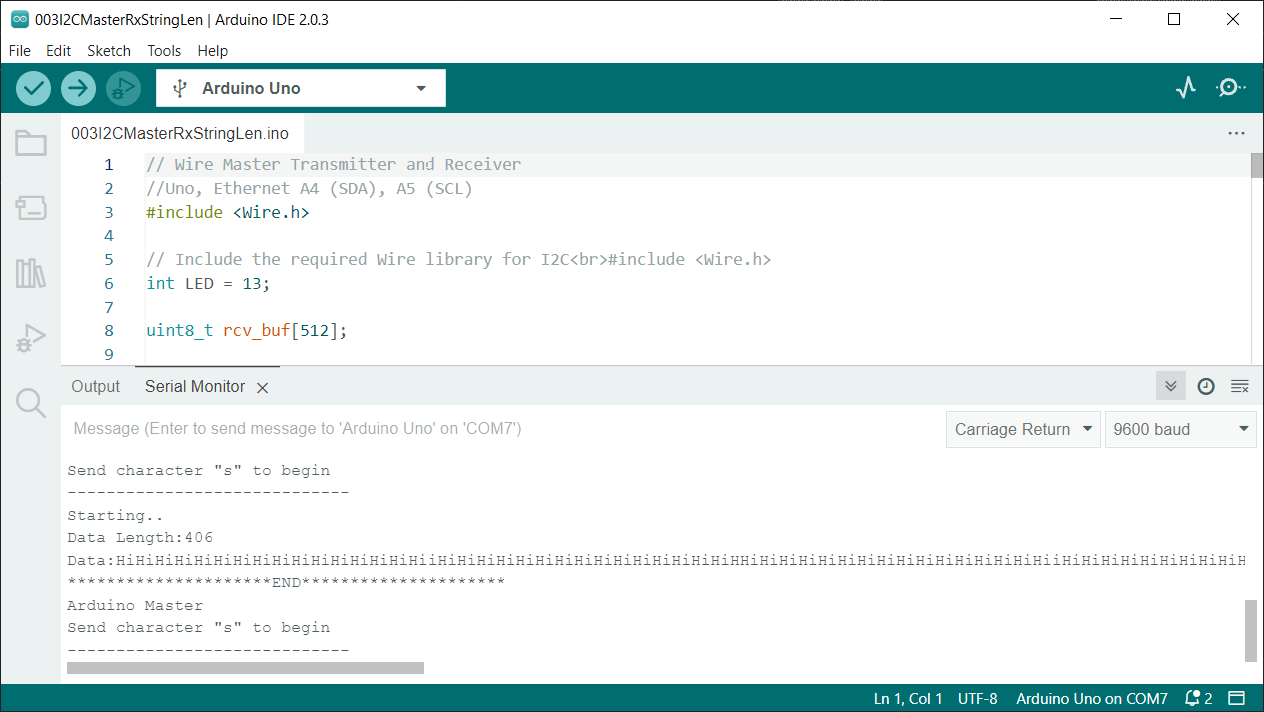 003I2CMasterRxStringLen | Arduino IDE 2.0.3
File Edit Sketch Tools Help
Arduino Uno
003I2CMasterRxStringLen.ino
1 // Wire Master Transmitter and Receiver
2 //Uno, Ethernet A4 (SDA), A5 (SCL)
3 #include <Wire.h>
4
5 // Include the required Wire library for I2C<br>#include <Wire.h>
6 int LED = 13;
7
8 uint8_t rcv_buf[512];
9
Output Serial Monitor
Message (Enter to send message to 'Arduino Uno' on 'COM7')
Carriage Return 9600 baud
Send character "s" to begin
-----------------------------
Starting..
Data Length:406
Data:HiHiHiHiHiHiHiHiHiHiHiHiHiHiHiHiiHiHiHiHiHiHiHiHiHiHiHiHiHiHiHiHHiHiHiHiHiHiHiHiHiHiHiHiHiHiHiHiiHiHiHiHiHiHiHiHiHiH
*********************END*********************
Arduino Master
Send character "s" to begin
-----------------------------
Ln 1, Col 1 UTF-8 Arduino Uno on COM7 2